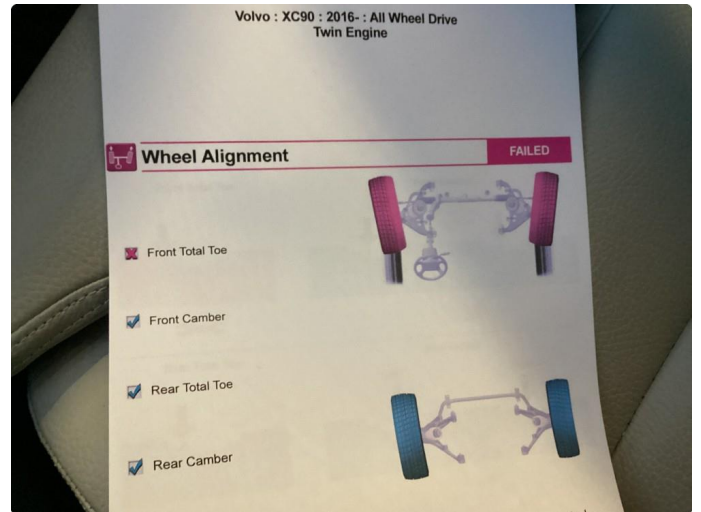 Volvo : XC90 : 2016- : All Wheel Drive
Twin Engine
Wheel Alignment FAILED
Front Total Toe
Front Camber
Rear Total Toe
Rear Camber